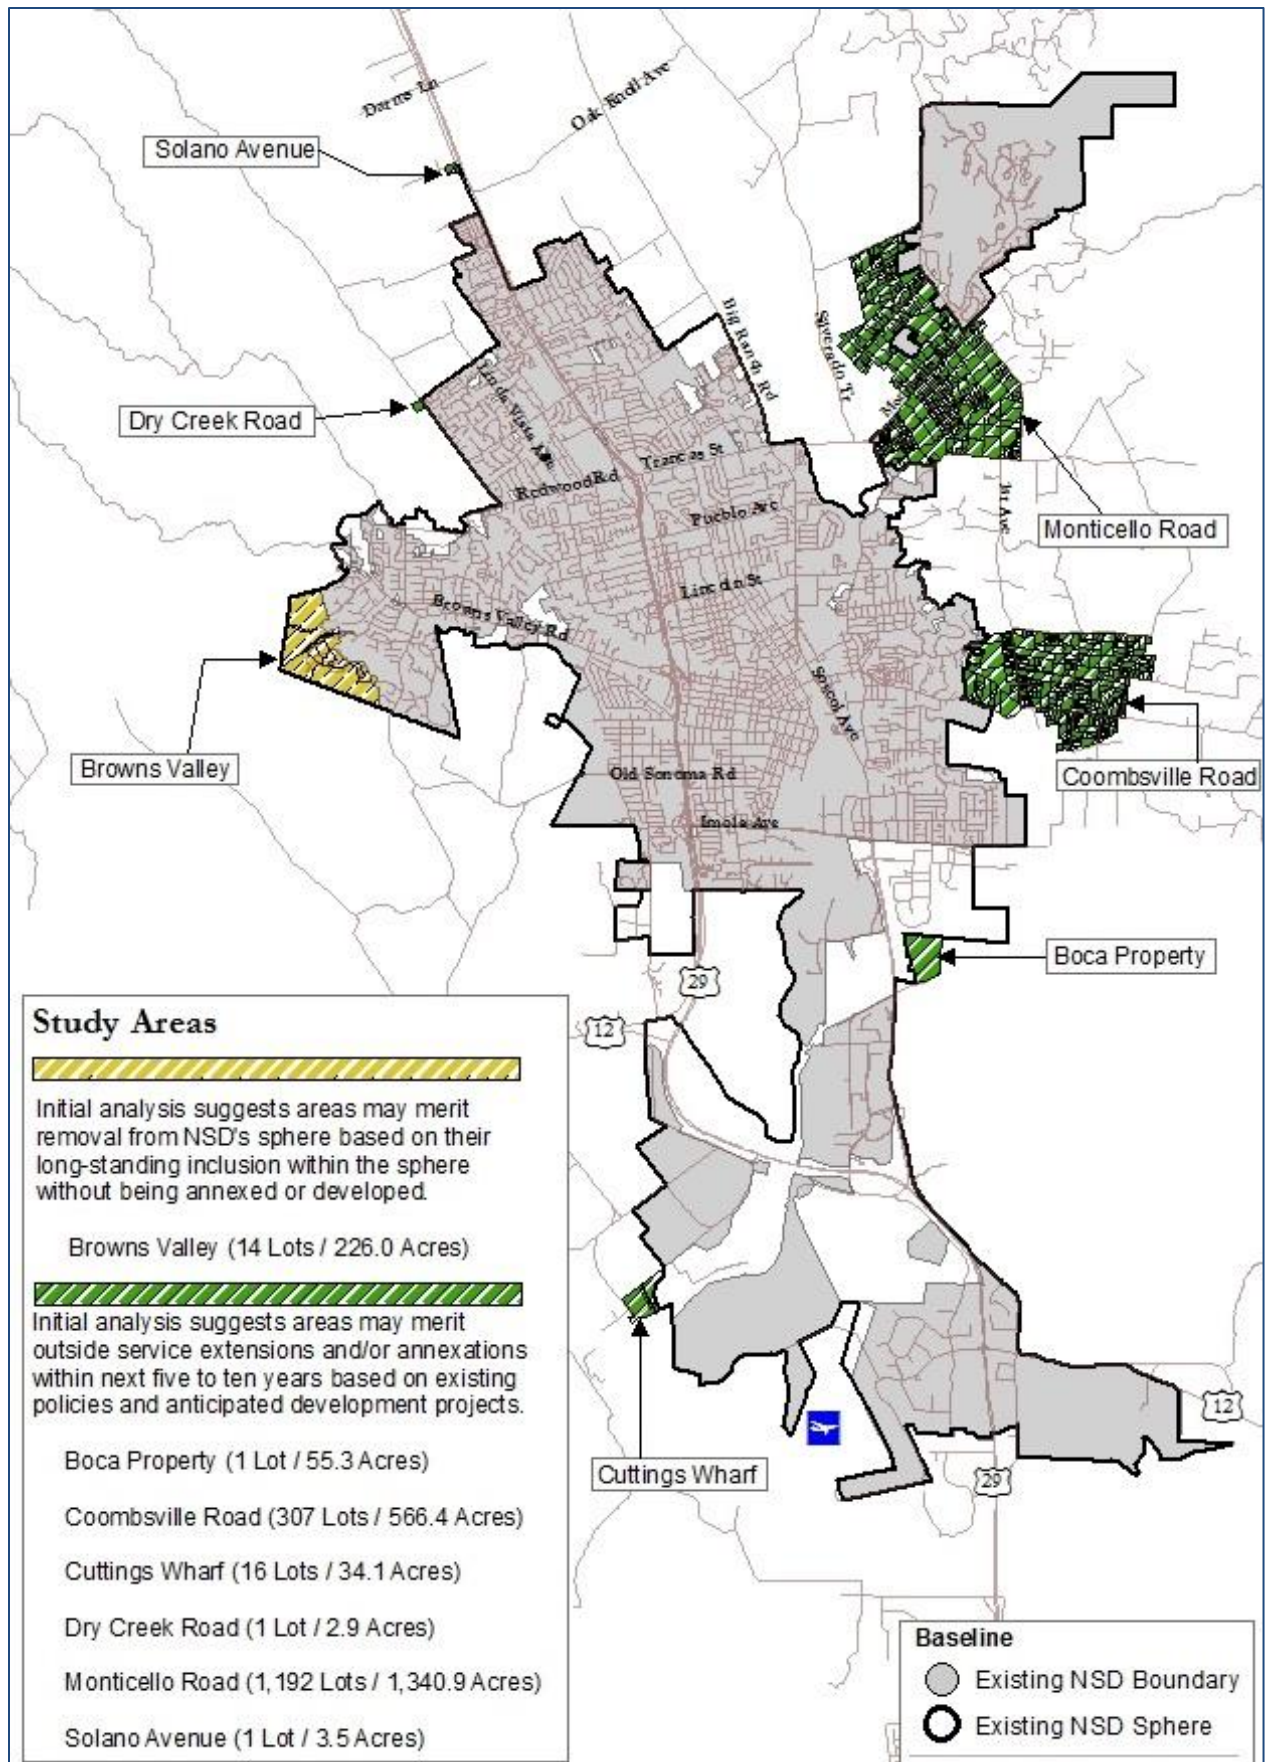 Darms Ln
Oak Knoll Ave
Solano Avenue
Big Ranch Rd
Silverado Tr
Dry Creek Road
Linda Vista Ave
Trancas St
Redwood Rd
Pueblo Ave
Monticello Road
Lincoln St
Browns Valley Rd
Soscol Ave
Browns Valley
Old Sonoma Rd
Coombsville Road
Imola Ave
Boca Property
29
12
Study Areas
Initial analysis suggests areas may merit
removal from NSD's sphere based on their
long-standing inclusion within the sphere
without being annexed or developed.
Browns Valley (14 Lots / 226.0 Acres)
Initial analysis suggests areas may merit
outside service extensions and/or annexations
within next five to ten years based on existing
policies and anticipated development projects.
Boca Property (1 Lot / 55.3 Acres)
Coombsville Road (307 Lots / 566.4 Acres)
Cuttings Wharf (16 Lots / 34.1 Acres)
Dry Creek Road (1 Lot / 2.9 Acres)
Monticello Road (1,192 Lots / 1,340.9 Acres)
Solano Avenue (1 Lot / 3.5 Acres)
12
Cuttings Wharf
29
Baseline
Existing NSD Boundary
Existing NSD Sphere